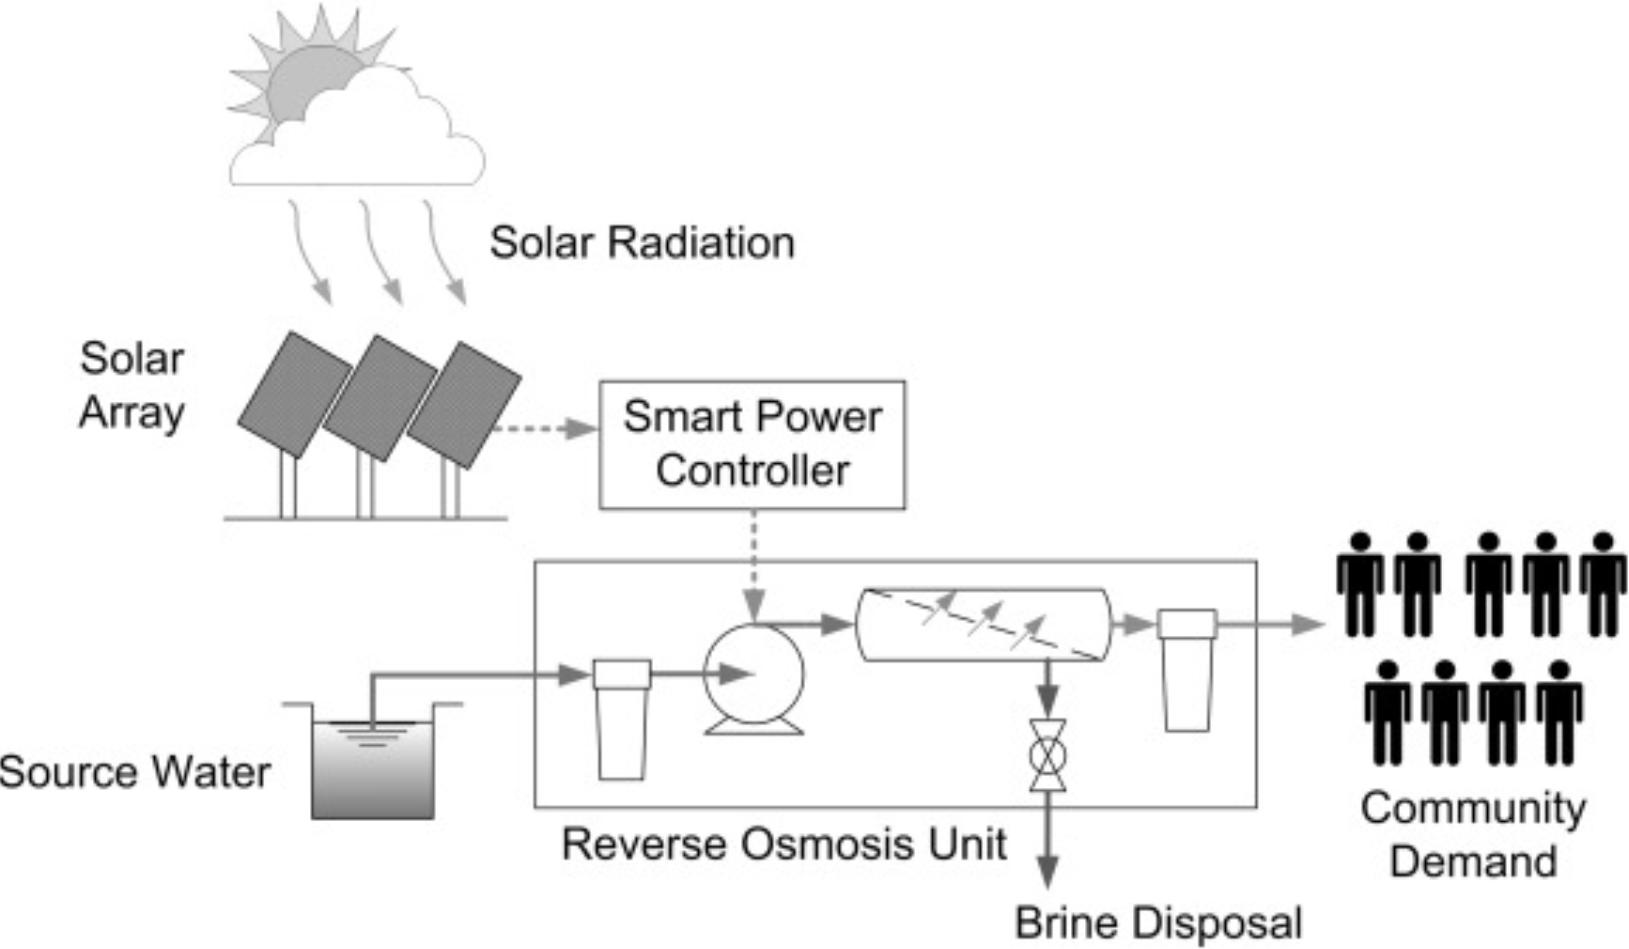 Solar Radiation
Solar
Array
Smart Power
Controller
Source Water
Reverse Osmosis Unit
Community
Demand
Brine Disposal